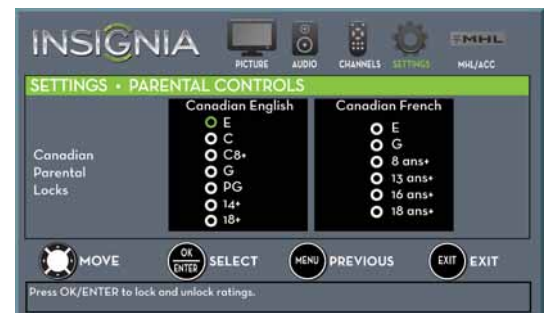 INSIGNIA
PICTURE AUDIO CHANNELS SETTINGS MHL/ACC
MHL
SETTINGS • PARENTAL CONTROLS
Canadian Parental Locks
Canadian English
E
C
C8+
G
PG
14+
18+
Canadian French
E
G
8 ans+
13 ans+
16 ans+
18 ans+
MOVE
OK/ENTER SELECT
MENU PREVIOUS
EXIT EXIT
Press OK/ENTER to lock and unlock ratings.